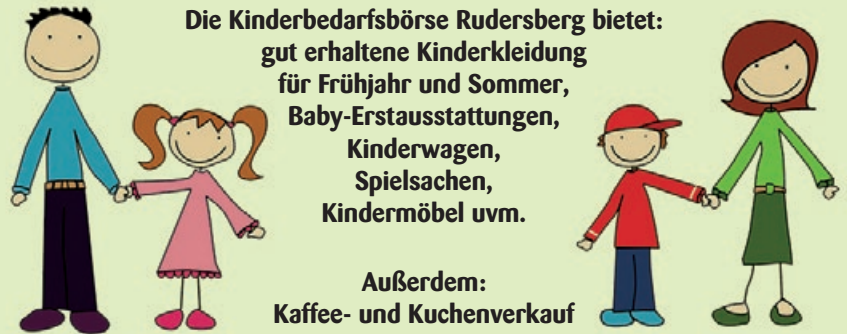 Die Kinderbedarfsbörse Rudersberg bietet:
gut erhaltene Kinderkleidung
für Frühjahr und Sommer,
Baby-Erstausstattungen,
Kinderwagen,
Spielsachen,
Kindermöbel uvm.
Außerdem:
Kaffee- und Kuchenverkauf